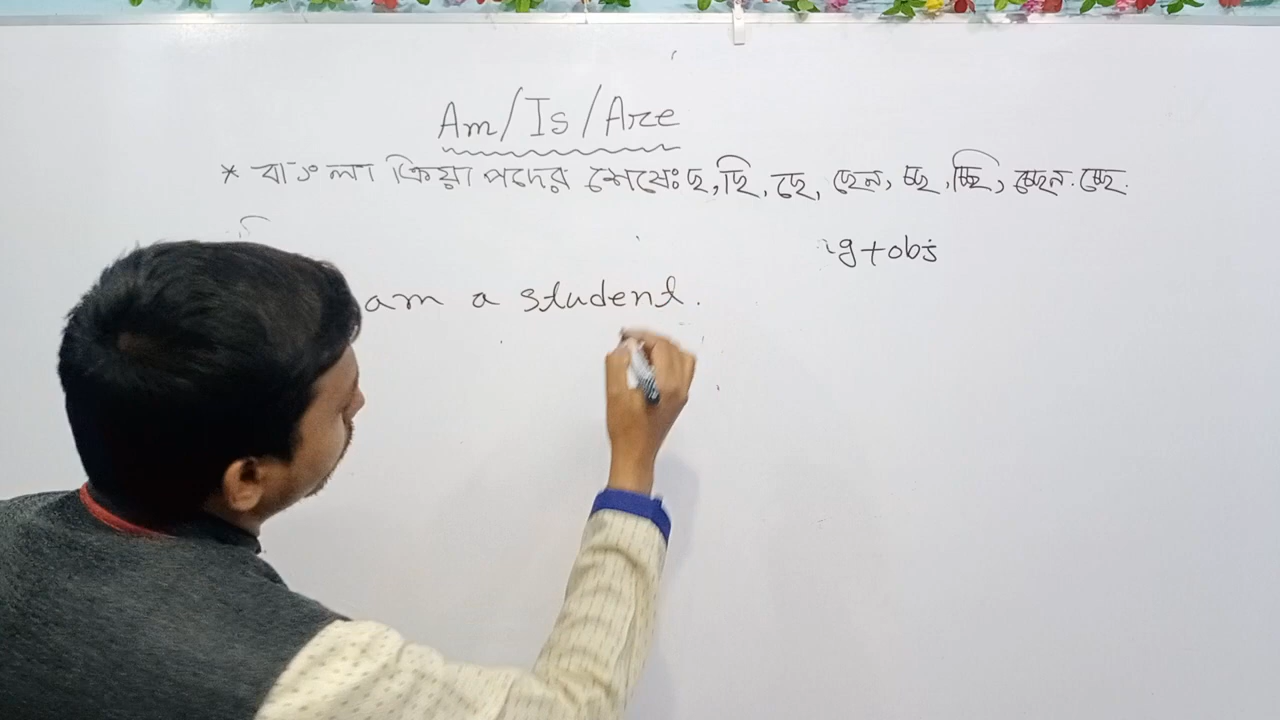 Am/Is/Are
* বাংলা ক্রিয়া পদের শেষেঃ ছ, ছি, ছে, ছেন, চ্ছ, চ্ছি, চ্ছেন. চ্ছে.
g+obj
am a student.